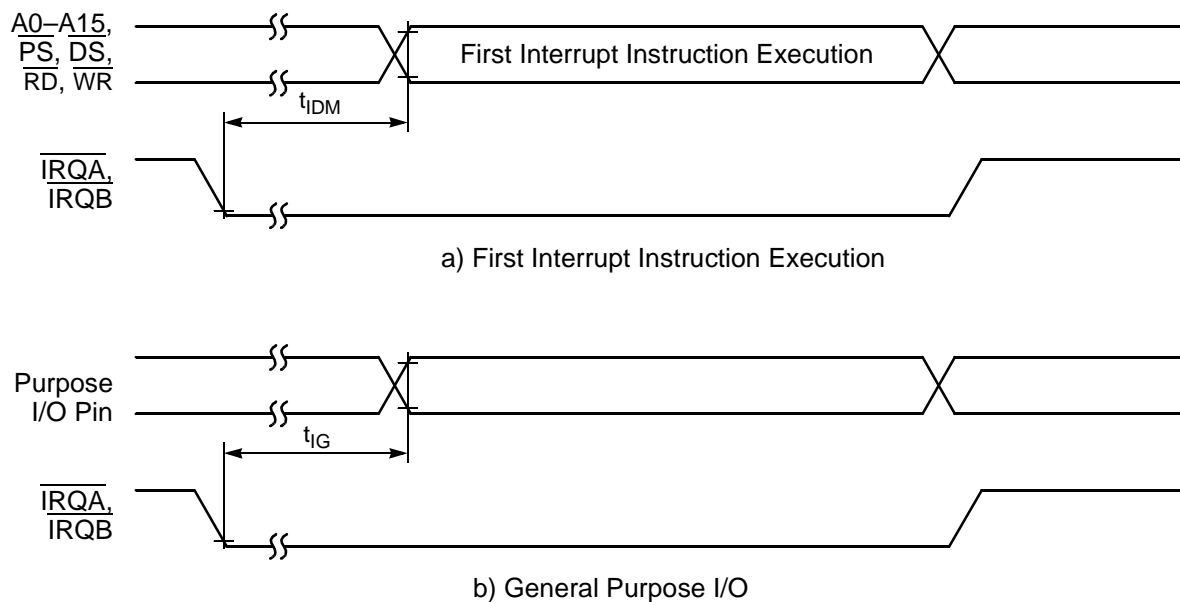 A0–A15,
PS, DS,
RD, WR
First Interrupt Instruction Execution
tIDM
IRQA,
IRQB
a) First Interrupt Instruction Execution
Purpose
I/O Pin
tIG
IRQA,
IRQB
b) General Purpose I/O